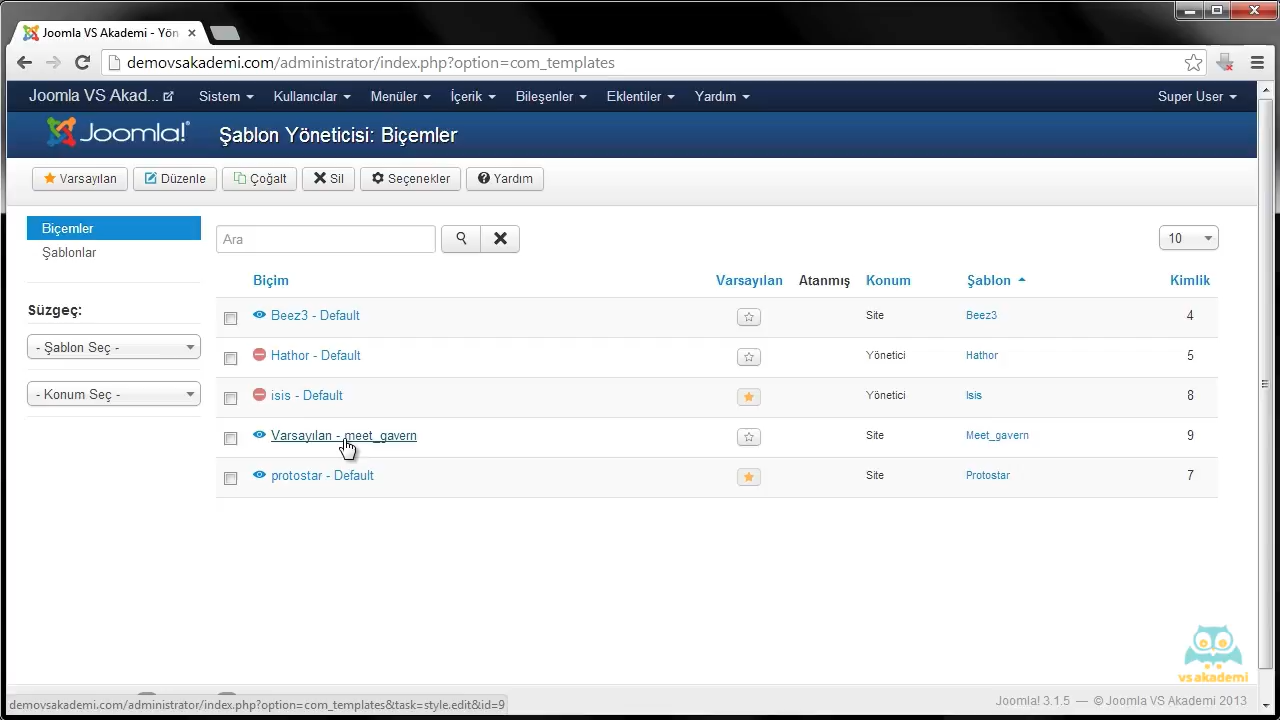 Joomla VS Akademi - Yön
demovsakademi.com/administrator/index.php?option=com_templates
Joomla VS Akad... Sistem Kullanıcılar Menüler İçerik Bileşenler Eklentiler Yardım Super User
Joomla! Şablon Yöneticisi: Biçemler
Varsayılan Düzenle Çoğalt Sil Seçenekler Yardım
Biçemler
Şablonlar
Süzgeç:
- Şablon Seç -
- Konum Seç -
Ara
10
Biçim Varsayılan Atanmış Konum Şablon Kimlik
Beez3 - Default Site Beez3 4
Hathor - Default Yönetici Hathor 5
isis - Default Yönetici Isis 8
Varsayılan - meet_gavern Site Meet_gavern 9
protostar - Default Site Protostar 7
vsakademi
demovsakademi.com/administrator/index.php?option=com_templates&task=style.edit&id=9
Joomla! 3.1.5 — © Joomla VS Akademi 2013